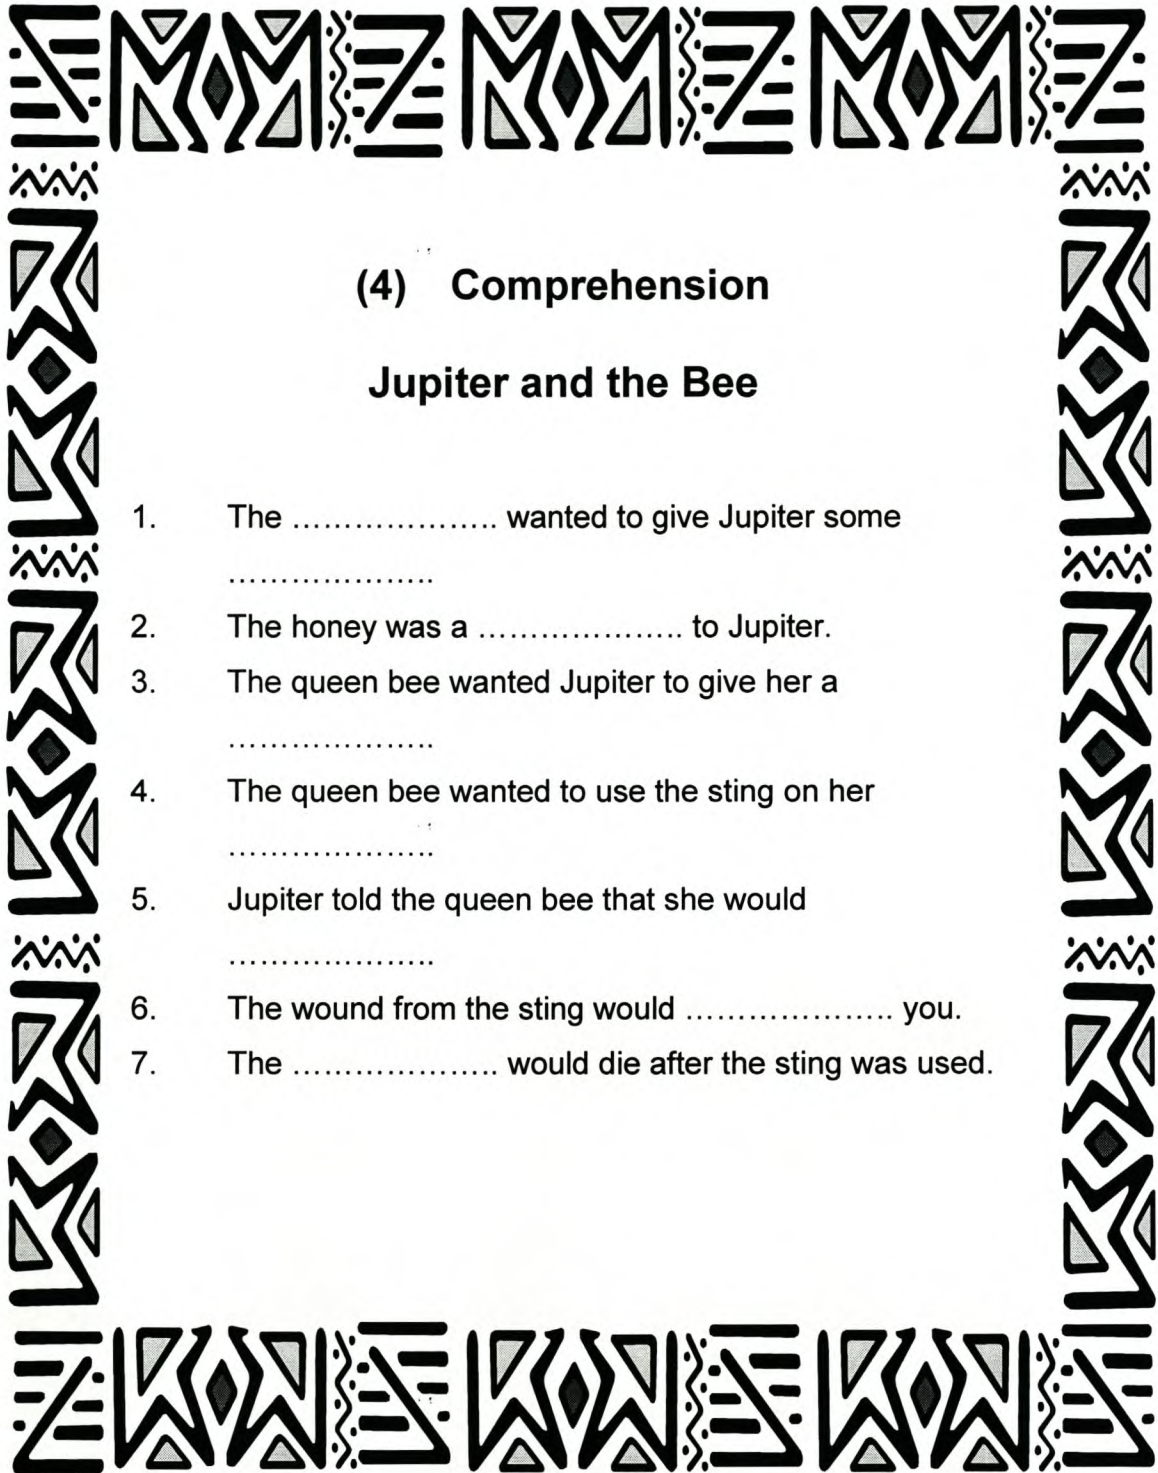 (4) Comprehension
Jupiter and the Bee
1. The .................... wanted to give Jupiter some
....................
2. The honey was a .................... to Jupiter.
3. The queen bee wanted Jupiter to give her a
....................
4. The queen bee wanted to use the sting on her
....................
5. Jupiter told the queen bee that she would
....................
6. The wound from the sting would .................... you.
7. The .................... would die after the sting was used.